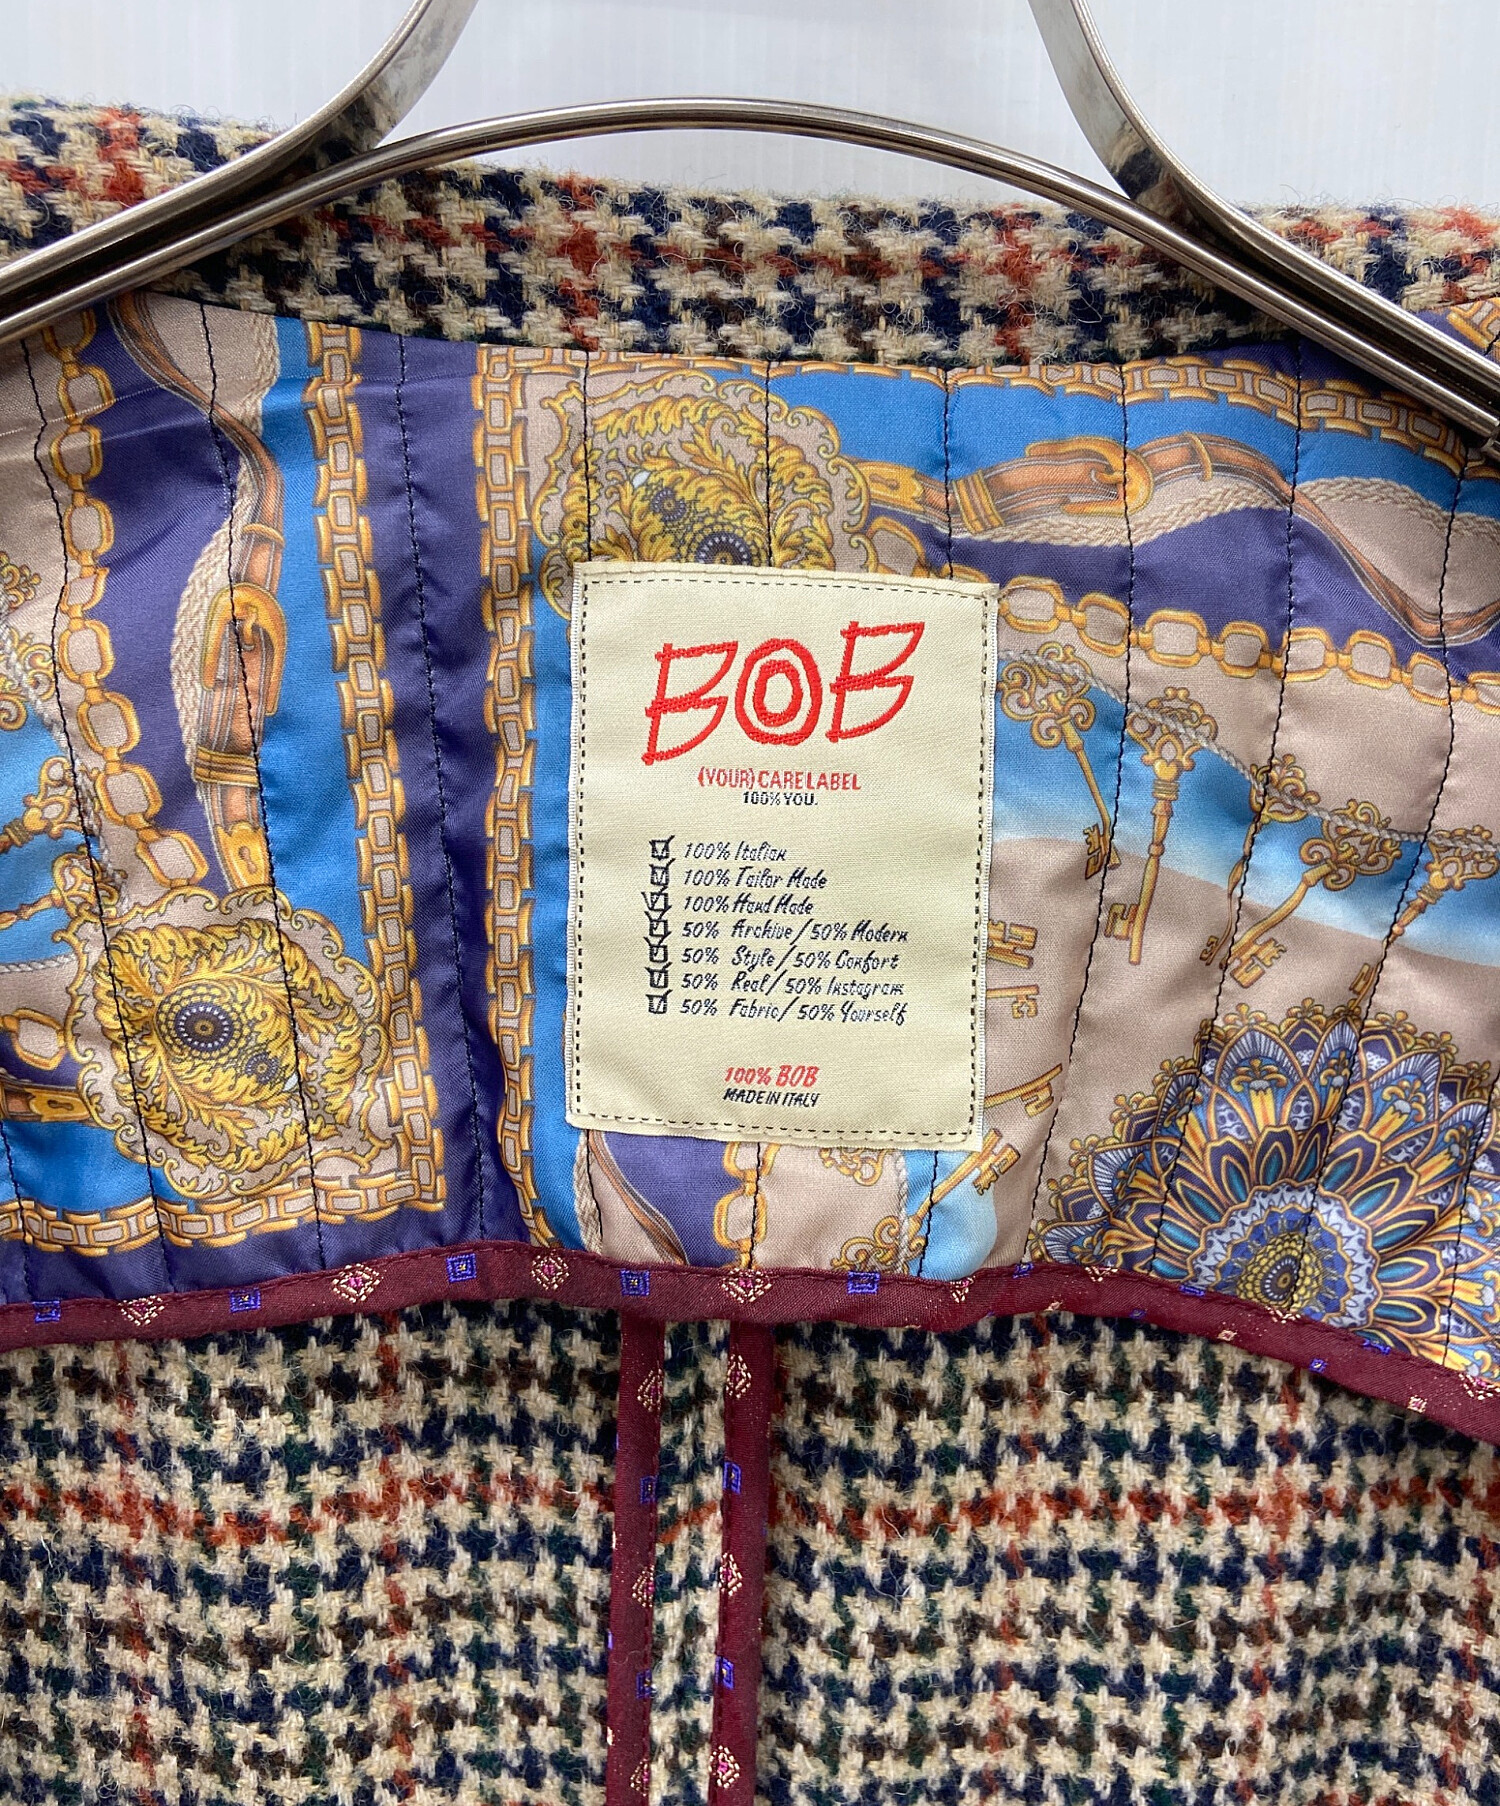 BOB
(YOUR) CARE LABEL
100% YOU.
100% Italian
100% Tailor Made
100% Hand Made
50% Archive / 50% Modern
50% Style / 50% Confort
50% Real / 50% Instagram
50% Fabric / 50% Yourself
100% BOB
MADE IN ITALY